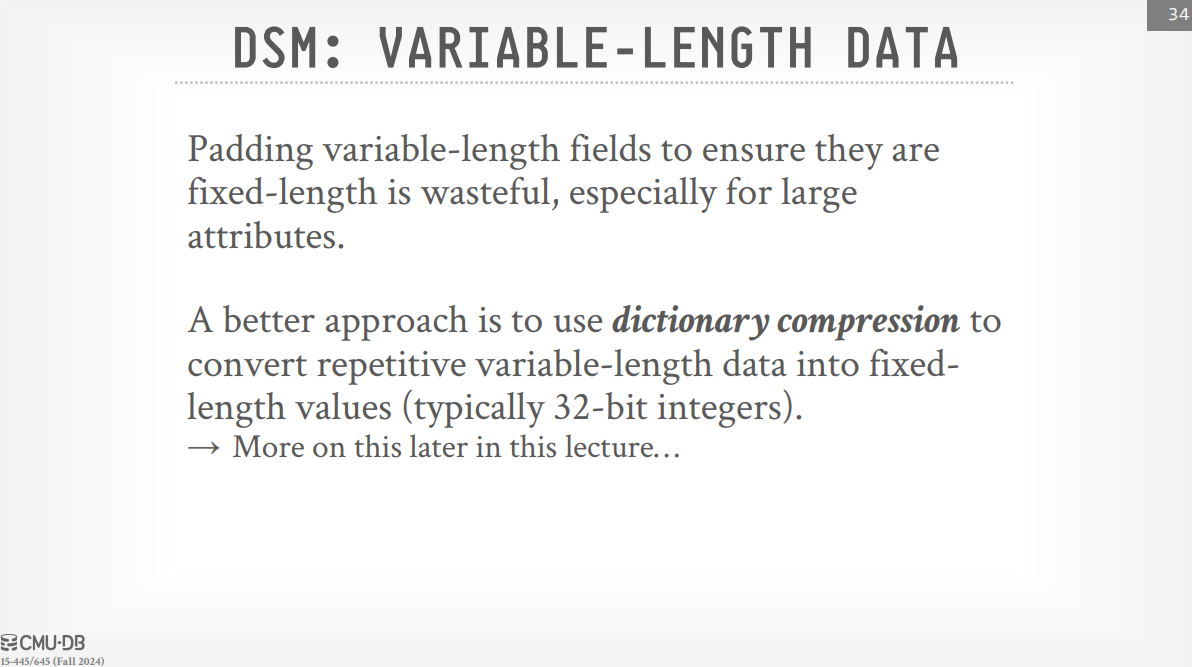 34
DSM: VARIABLE-LENGTH DATA
Padding variable-length fields to ensure they are
fixed-length is wasteful, especially for large
attributes.
A better approach is to use dictionary compression to
convert repetitive variable-length data into fixed-
length values (typically 32-bit integers).
→ More on this later in this lecture…
CMU·DB
15-445/645 (Fall 2024)